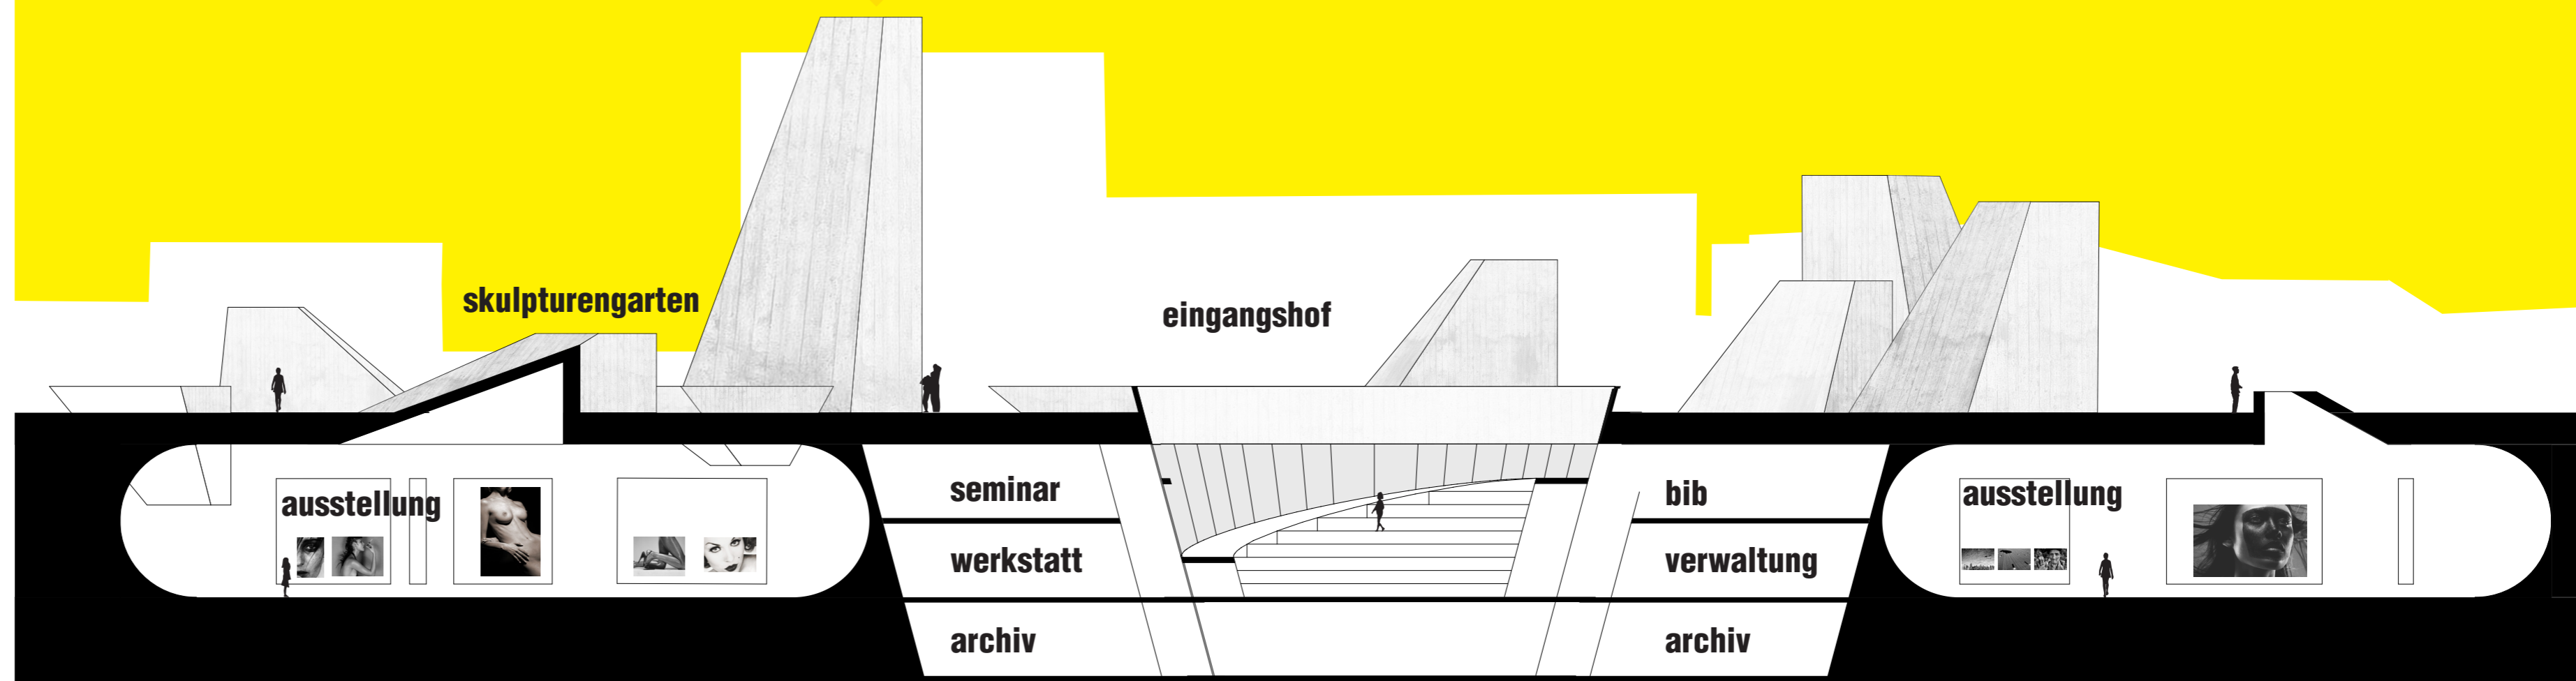 skulpturengarten
eingangshof
ausstellung
seminar
werkstatt
archiv
bib
verwaltung
archiv
ausstellung